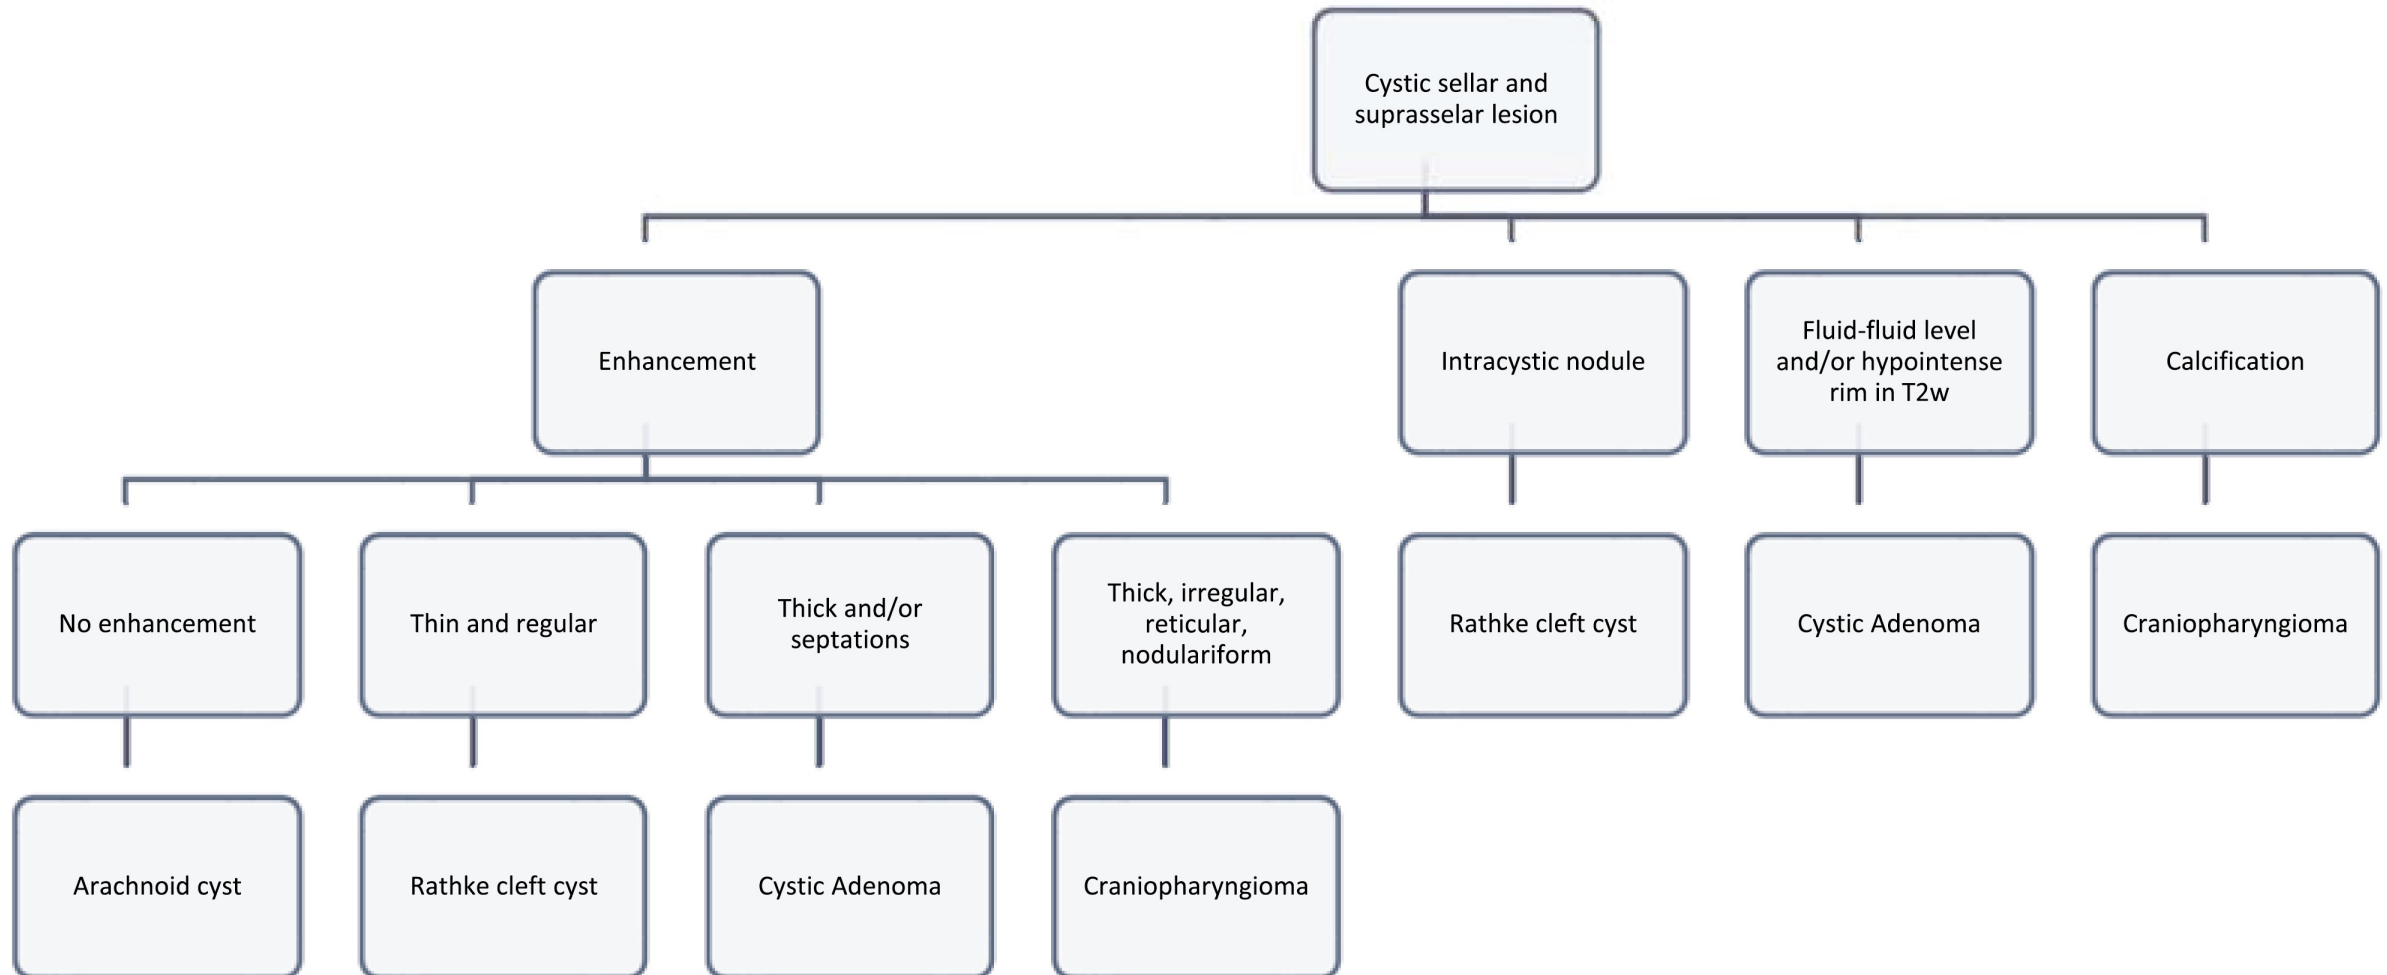 Cystic sellar and
suprasselar lesion
Enhancement
Intracystic nodule
Fluid-fluid level
and/or hypointense
rim in T2w
Calcification
No enhancement
Thin and regular
Thick and/or
septations
Thick, irregular,
reticular,
nodulariform
Rathke cleft cyst
Cystic Adenoma
Craniopharyngioma
Arachnoid cyst
Rathke cleft cyst
Cystic Adenoma
Craniopharyngioma